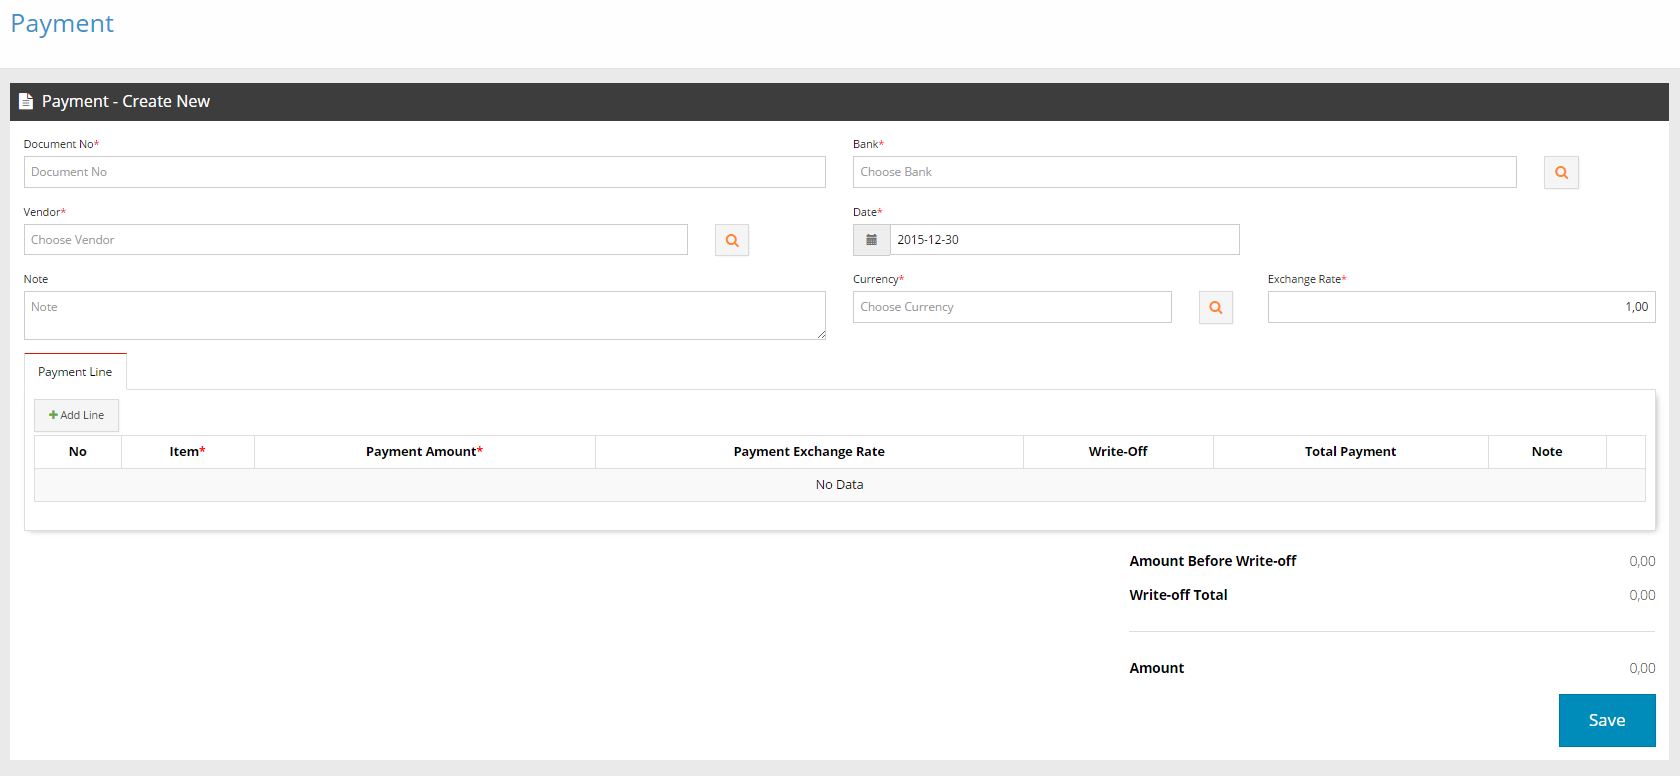 Payment
Payment - Create New
Document No* Bank*
Document No Choose Bank
Vendor* Date*
Choose Vendor 2015-12-30
Note Currency* Exchange Rate*
Note Choose Currency 1,00
Payment Line
Add Line
No Item* Payment Amount* Payment Exchange Rate Write-Off Total Payment Note
No Data
Amount Before Write-off 0,00
Write-off Total 0,00
Amount 0,00
Save